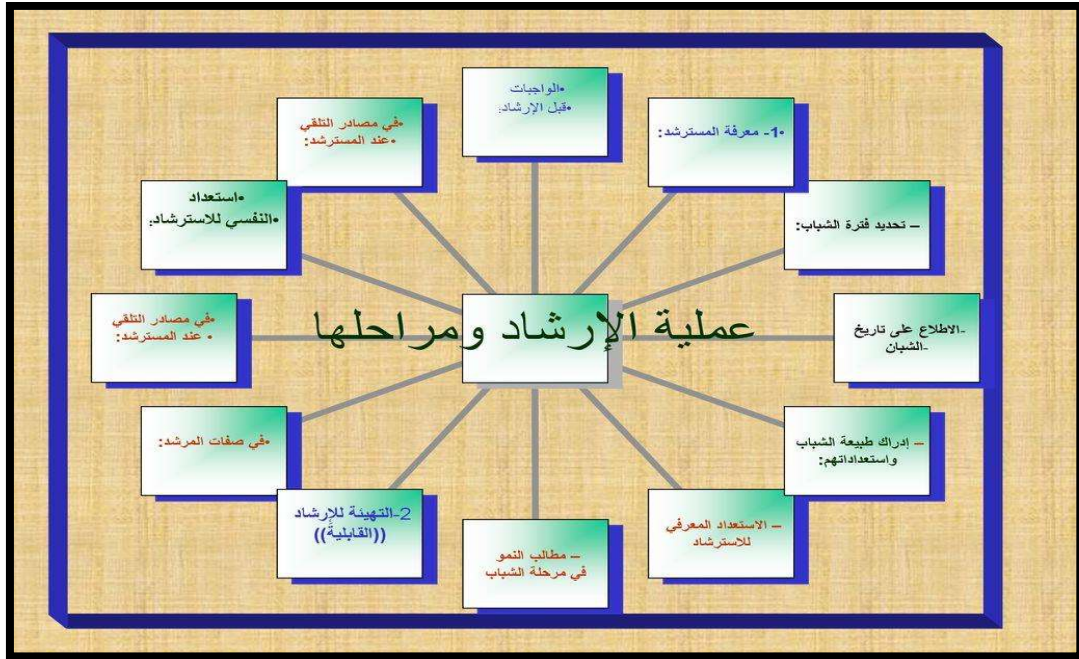 عملية الإرشاد ومراحلها
•الواجبات
•قبل الإرشاد:
•1- معرفة المسترشد:
– تحديد فترة الشباب:
-الاطلاع على تاريخ
-الشبان
– إدراك طبيعة الشباب
واستعداداتهم:
– الاستعداد المعرفي
للاسترشاد
– مطالب النمو
في مرحلة الشباب
2-التهيئة للإرشاد
((القابلية))
•في صفات المرشد:
•في مصادر التلقي
• عند المسترشد:
•استعداد
•النفسي للاسترشاد:
•في مصادر التلقي
•عند المسترشد: